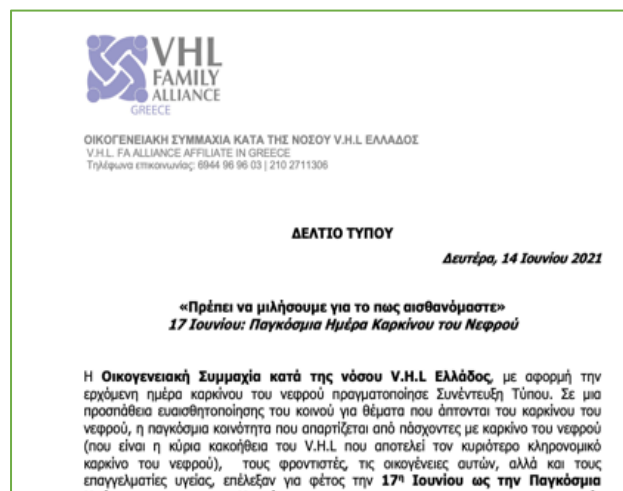 VHL
FAMILY
ALLIANCE
GREECE
ΟΙΚΟΓΕΝΕΙΑΚΗ ΣΥΜΜΑΧΙΑ ΚΑΤΑ ΤΗΣ ΝΟΣΟΥ V.H.L ΕΛΛΑΔΟΣ
V.H.L. FA ALLIANCE AFFILIATE IN GREECE
Τηλέφωνα επικοινωνίας: 6944 96 96 03 | 210 2711306
ΔΕΛΤΙΟ ΤΥΠΟΥ
Δευτέρα, 14 Ιουνίου 2021
«Πρέπει να μιλήσουμε για το πως αισθανόμαστε»
17 Ιουνίου: Παγκόσμια Ημέρα Καρκίνου του Νεφρού
Η Οικογενειακή Συμμαχία κατά της νόσου V.H.L Ελλάδος, με αφορμή την
ερχόμενη ημέρα καρκίνου του νεφρού πραγματοποίησε Συνέντευξη Τύπου. Σε μια
προσπάθεια ευαισθητοποίησης του κοινού για θέματα που άπτονται του καρκίνου του
νεφρού, η παγκόσμια κοινότητα που απαρτίζεται από πάσχοντες με καρκίνο του νεφρού
(που είναι η κύρια κακοήθεια του V.H.L που αποτελεί τον κυριότερο κληρονομικό
καρκίνο του νεφρού), τους φροντιστές, τις οικογένειες αυτών, αλλά και τους
επαγγελματίες υγείας, επέλεξαν για φέτος την 17η Ιουνίου ως την Παγκόσμια